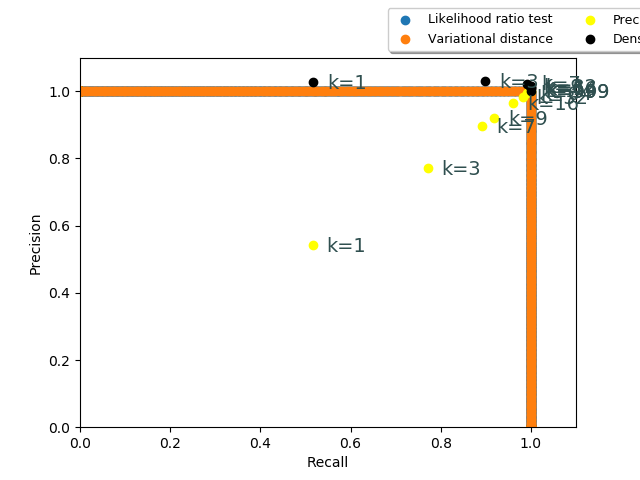 Likelihood ratio test
Prec
Variational distance
Dens
k=1
k=3
k=7
k=16
k=9
k=7
k=3
k=1
Precision
1.0
0.8
0.6
0.4
0.2
0.0
0.0
0.2
0.4
0.6
0.8
1.0
Recall